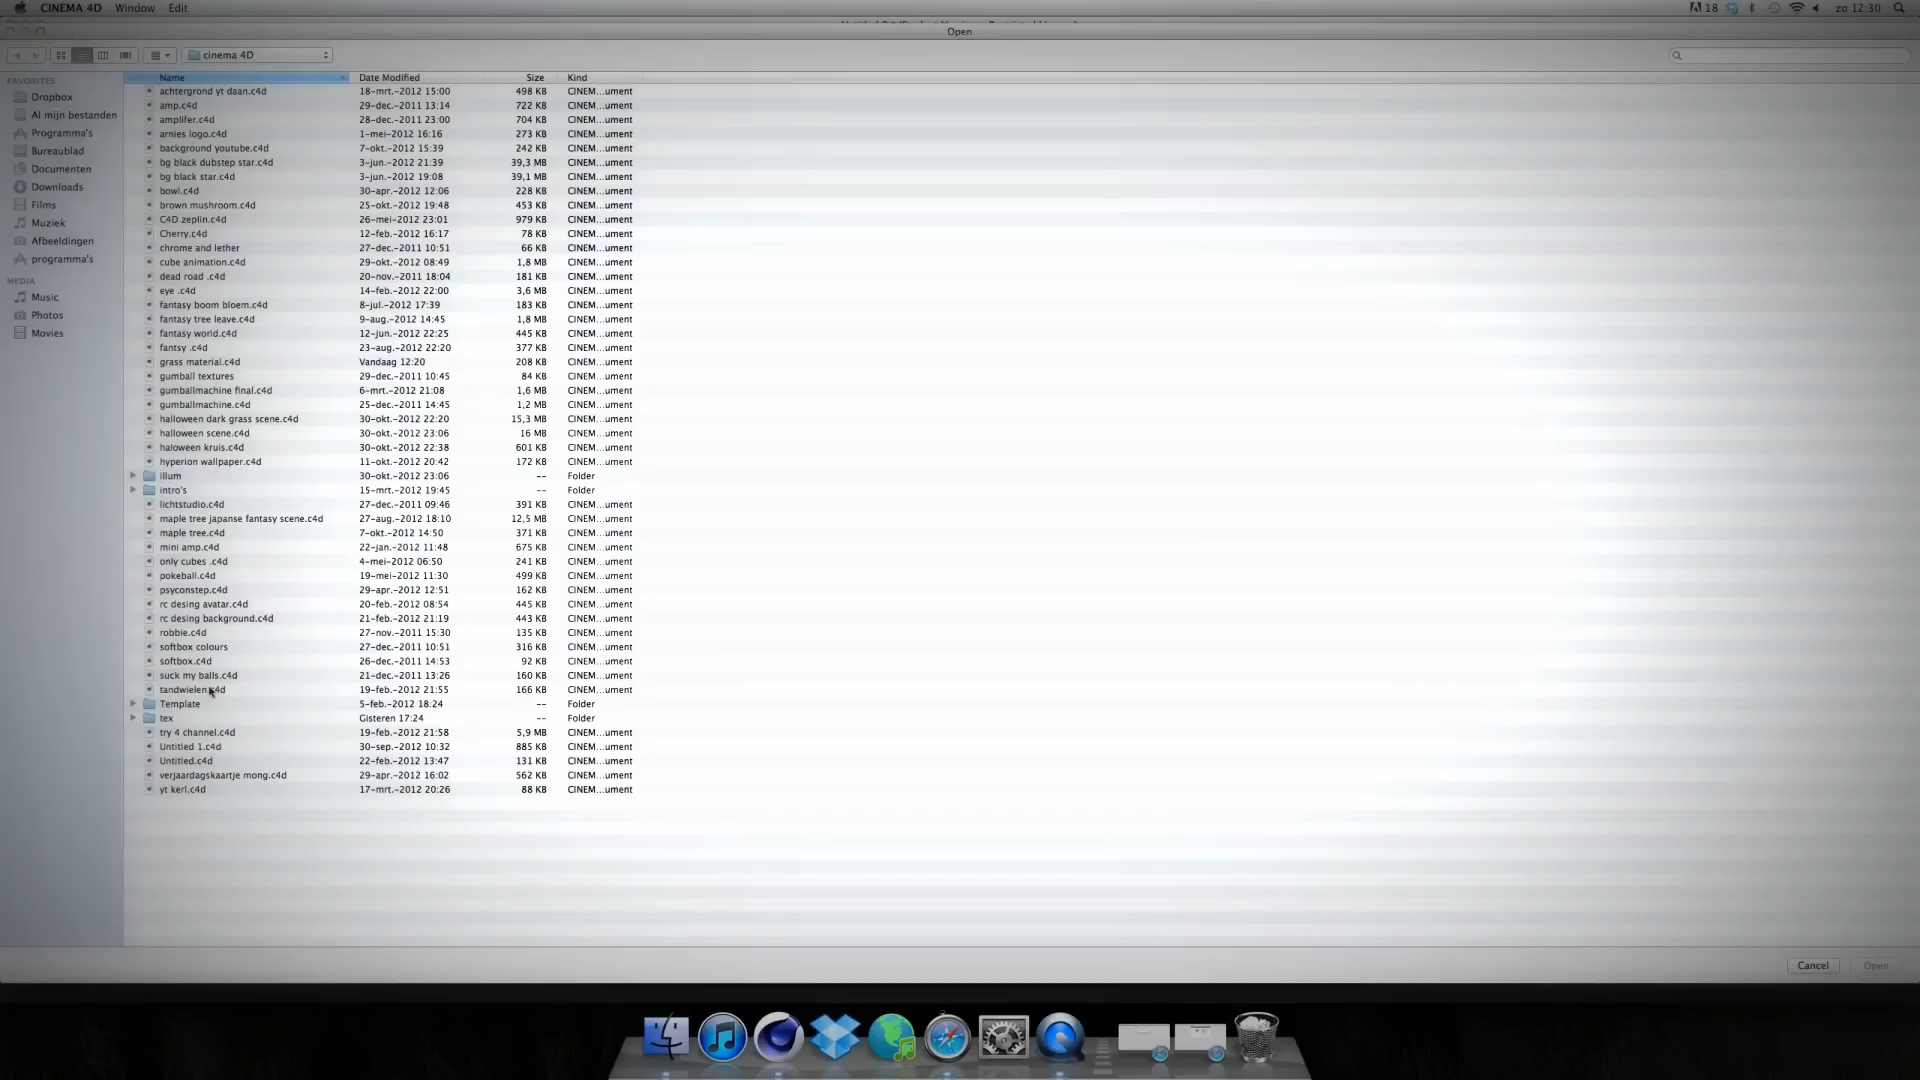 CINEMA 4D Window Edit 18 zo 12:30
Open
cinema 4D
FAVORITES
Dropbox
Al mijn bestanden
Programma's
Bureaublad
Documenten
Downloads
Films
Muziek
Afbeeldingen
programma's
MEDIA
Music
Photos
Movies
Name Date Modified Size Kind
achtergrond yt daan.c4d 18-mrt.-2012 15:00 498 KB CINEM...ument
amp.c4d 29-dec.-2011 13:14 722 KB CINEM...ument
amplifer.c4d 28-dec.-2011 23:00 704 KB CINEM...ument
arnies logo.c4d 1-mei-2012 16:16 273 KB CINEM...ument
background youtube.c4d 7-okt.-2012 15:39 242 KB CINEM...ument
bg black dubstep star.c4d 3-jun.-2012 21:39 39,3 MB CINEM...ument
bg black star.c4d 3-jun.-2012 19:08 39,1 MB CINEM...ument
bowl.c4d 30-apr.-2012 12:06 228 KB CINEM...ument
brown mushroom.c4d 25-okt.-2012 19:48 453 KB CINEM...ument
C4D zeplin.c4d 26-mei-2012 23:01 979 KB CINEM...ument
Cherry.c4d 12-feb.-2012 16:17 78 KB CINEM...ument
chrome and lether 27-dec.-2011 10:51 66 KB CINEM...ument
cube animation.c4d 29-okt.-2012 08:49 1,8 MB CINEM...ument
dead road .c4d 20-nov.-2011 18:04 181 KB CINEM...ument
eye .c4d 14-feb.-2012 22:00 3,6 MB CINEM...ument
fantasy boom bloem.c4d 8-jul.-2012 17:39 183 KB CINEM...ument
fantasy tree leave.c4d 9-aug.-2012 14:45 1,8 MB CINEM...ument
fantasy world.c4d 12-jun.-2012 22:25 445 KB CINEM...ument
fantsy .c4d 23-aug.-2012 22:20 377 KB CINEM...ument
grass material.c4d Vandaag 12:20 208 KB CINEM...ument
gumball textures 29-dec.-2011 10:45 84 KB CINEM...ument
gumballmachine final.c4d 6-mrt.-2012 21:08 1,6 MB CINEM...ument
gumballmachine.c4d 25-dec.-2011 14:45 1,2 MB CINEM...ument
halloween dark grass scene.c4d 30-okt.-2012 22:20 15,3 MB CINEM...ument
halloween scene.c4d 30-okt.-2012 23:06 16 MB CINEM...ument
haloween kruis.c4d 30-okt.-2012 22:38 601 KB CINEM...ument
hyperion wallpaper.c4d 11-okt.-2012 20:42 172 KB CINEM...ument
illum 30-okt.-2012 23:06 -- Folder
intro's 15-mrt.-2012 19:45 -- Folder
lichtstudio.c4d 27-dec.-2011 09:46 391 KB CINEM...ument
maple tree japanse fantasy scene.c4d 27-aug.-2012 18:10 12,5 MB CINEM...ument
maple tree.c4d 7-okt.-2012 14:50 371 KB CINEM...ument
mini amp.c4d 22-jan.-2012 11:48 675 KB CINEM...ument
only cubes .c4d 4-mei-2012 06:50 241 KB CINEM...ument
pokeball.c4d 19-mei-2012 11:30 499 KB CINEM...ument
psyconstep.c4d 29-apr.-2012 12:51 162 KB CINEM...ument
rc desing avatar.c4d 20-feb.-2012 08:54 445 KB CINEM...ument
rc desing background.c4d 21-feb.-2012 21:19 443 KB CINEM...ument
robbie.c4d 27-nov.-2011 15:30 135 KB CINEM...ument
softbox colours 27-dec.-2011 10:51 316 KB CINEM...ument
softbox.c4d 26-dec.-2011 14:53 92 KB CINEM...ument
suck my balls.c4d 21-dec.-2011 13:26 160 KB CINEM...ument
tandwielen.c4d 19-feb.-2012 21:55 166 KB CINEM...ument
Template 5-feb.-2012 18:24 -- Folder
tex Gisteren 17:24 -- Folder
try 4 channel.c4d 19-feb.-2012 21:58 5,9 MB CINEM...ument
Untitled 1.c4d 30-sep.-2012 10:32 885 KB CINEM...ument
Untitled.c4d 22-feb.-2012 13:47 131 KB CINEM...ument
verjaardagskaartje mong.c4d 29-apr.-2012 16:02 562 KB CINEM...ument
yt kerl.c4d 17-mrt.-2012 20:26 88 KB CINEM...ument
Cancel Open